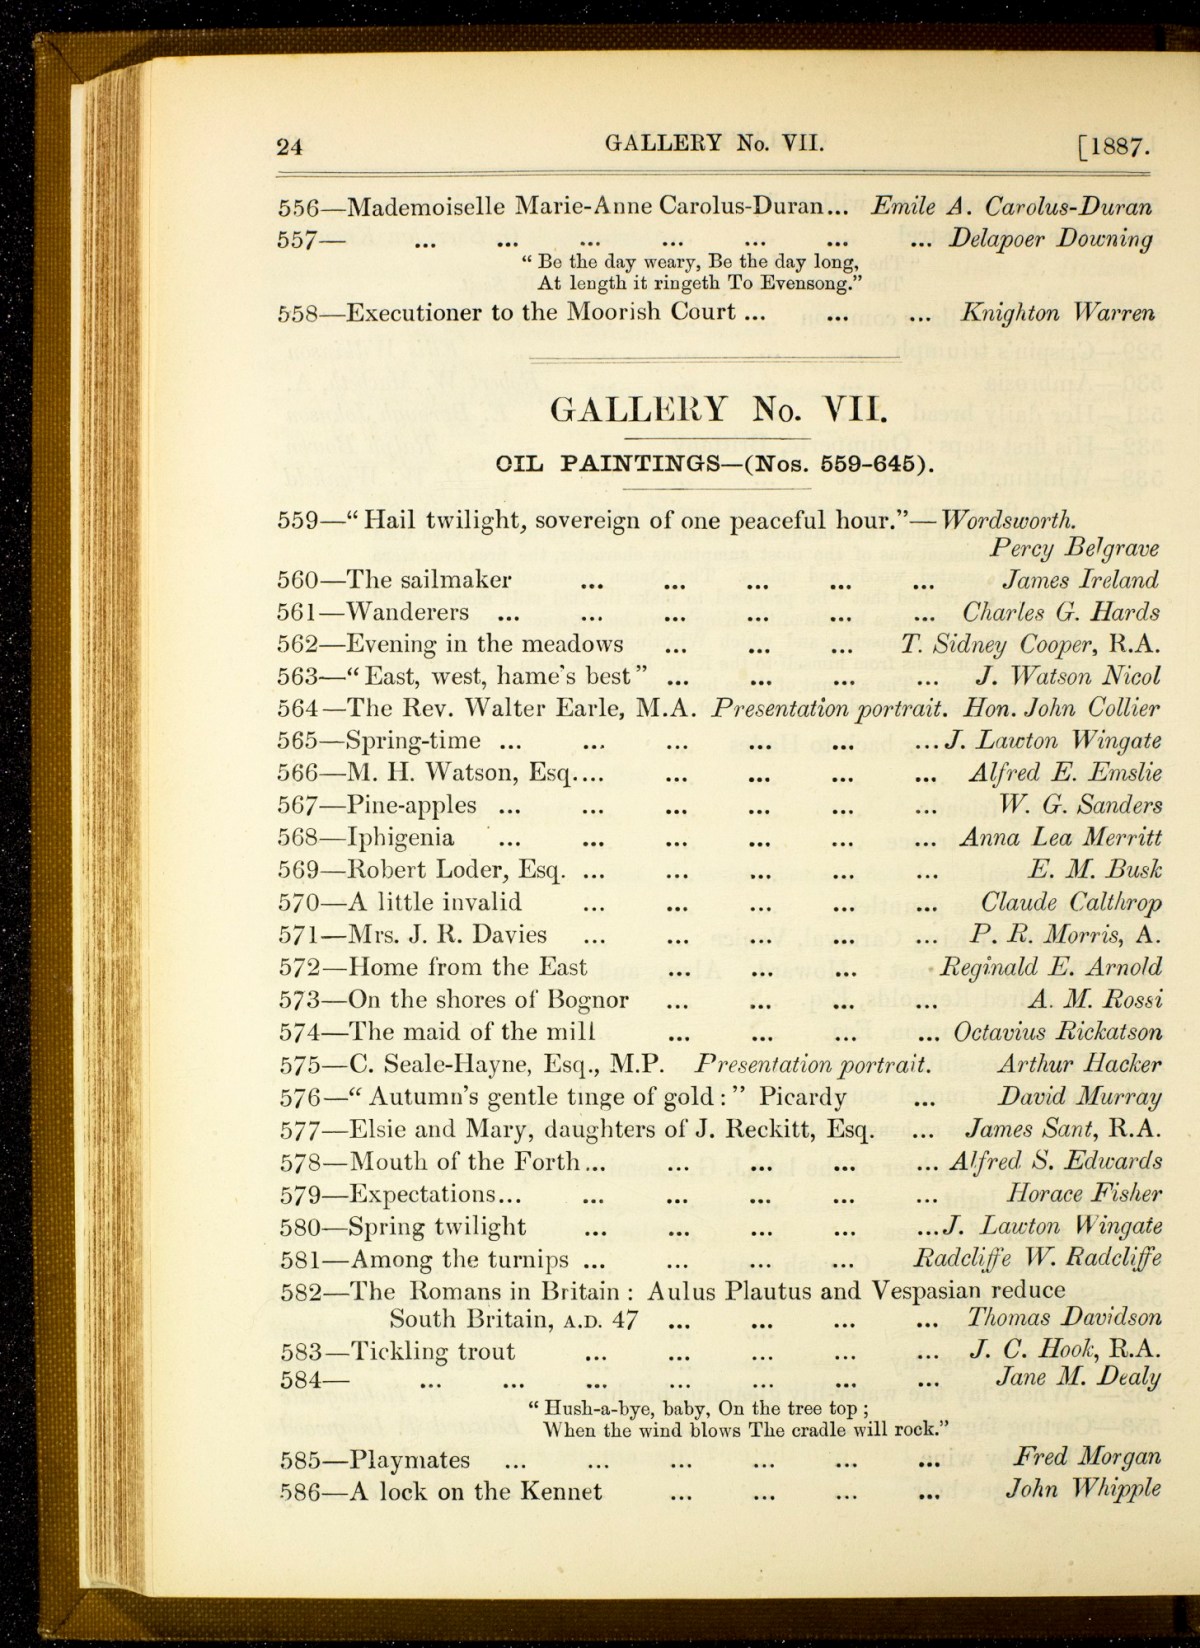 24 GALLERY No. VII. [1887.
556—Mademoiselle Marie-Anne Carolus-Duran... Emile A. Carolus-Duran
557— ... ... ... ... ... ... ... Delapoer Downing
“ Be the day weary, Be the day long,
At length it ringeth To Evensong.”
558—Executioner to the Moorish Court ... ... ... Knighton Warren
GALLERY No. VII.
OIL PAINTINGS—(Nos. 559-645).
559—“ Hail twilight, sovereign of one peaceful hour.”—Wordsworth.
Percy Belgrave
560—The sailmaker ... ... ... ... ... James Ireland
561—Wanderers ... ... ... ... ... ... Charles G. Hards
562—Evening in the meadows ... ... ... T. Sidney Cooper, R.A.
563—“ East, west, hame's best ” ... ... ... ... J. Watson Nicol
564—The Rev. Walter Earle, M.A. Presentation portrait. Hon. John Collier
565—Spring-time ... ... ... ... ... ... J. Lawton Wingate
566—M. H. Watson, Esq.... ... ... ... ... Alfred E. Emslie
567—Pine-apples ... ... ... ... ... ... W. G. Sanders
568—Iphigenia ... ... ... ... ... ... Anna Lea Merritt
569—Robert Loder, Esq. ... ... ... ... ... E. M. Busk
570—A little invalid ... ... ... ... ... Claude Calthrop
571—Mrs. J. R. Davies ... ... ... ... ... P. R. Morris, A.
572—Home from the East ... ... ... Reginald E. Arnold
573—On the shores of Bognor ... ... ... ... A. M. Rossi
574—The maid of the mill ... ... ... ... Octavius Rickatson
575—C. Seale-Hayne, Esq., M.P. Presentation portrait. Arthur Hacker
576—“ Autumn's gentle tinge of gold : ” Picardy ... David Murray
577—Elsie and Mary, daughters of J. Reckitt, Esq. ... James Sant, R.A.
578—Mouth of the Forth... ... ... ... ... Alfred S. Edwards
579—Expectations... ... ... ... ... ... Horace Fisher
580—Spring twilight ... ... ... ... ... J. Lawton Wingate
581—Among the turnips ... ... ... ... Radcliffe W. Radcliffe
582—The Romans in Britain : Aulus Plautus and Vespasian reduce
South Britain, A.D. 47 ... ... ... ... Thomas Davidson
583—Tickling trout ... ... ... ... ... J. C. Hook, R.A.
584— ... ... ... ... ... ... ... Jane M. Dealy
“ Hush-a-bye, baby, On the tree top ;
When the wind blows The cradle will rock.”
585—Playmates ... ... ... ... ... ... Fred Morgan
586—A lock on the Kennet ... ... ... ... John Whipple